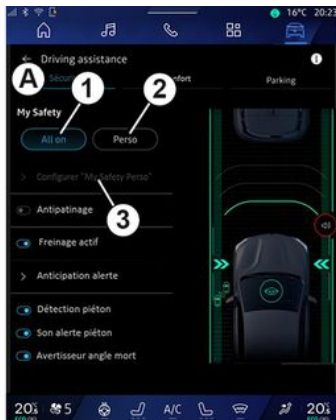 16°C 20:23
← Driving assistance
A
Sécu
nfort
Parking
1
2
My Safety
All on
Perso
> Configurer "My Safety Perso"
3
Antipatinage
Freinage actif
> Anticipation alerte
Détection piéton
Son alerte piéton
Avertisseur angle mort
20
5
A/C
20